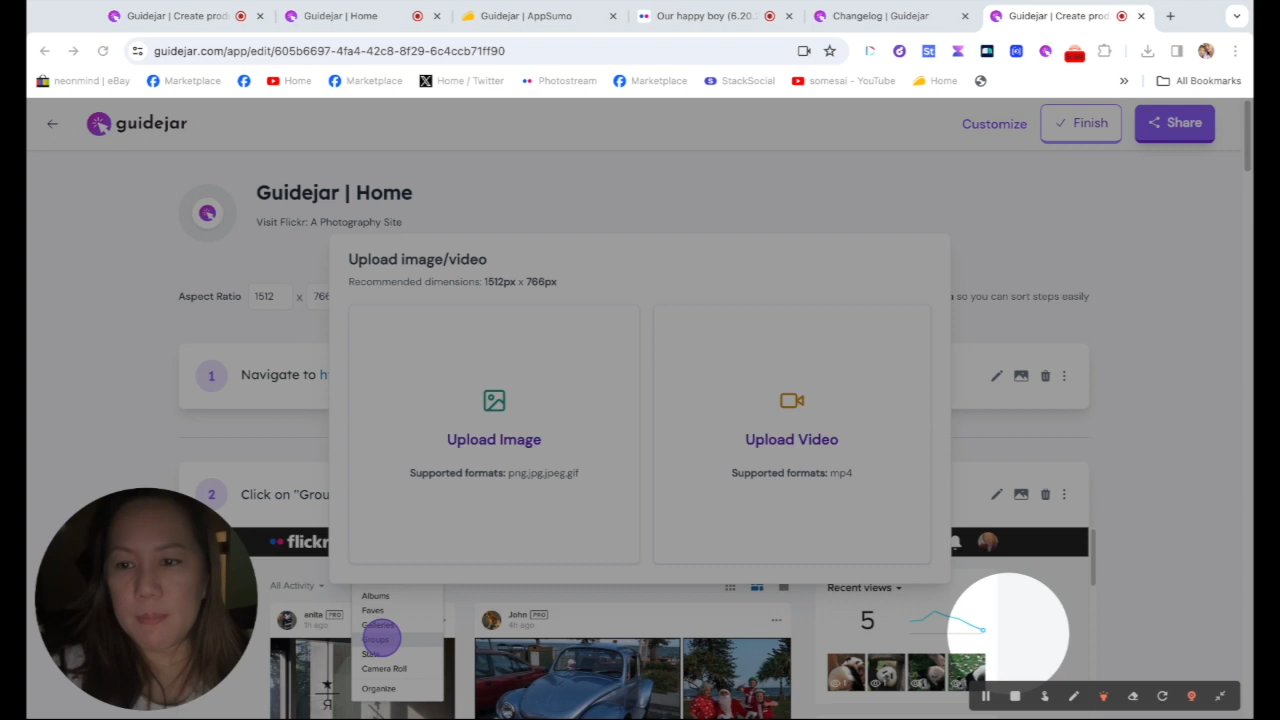 Guidejar | Create prod
Guidejar | Home
Guidejar | AppSumo
Our happy boy (6.20.
Changelog | Guidejar
Guidejar | Create prod
guidejar.com/app/edit/605b6697-4fa4-42c8-8f29-6c4ccb71ff90
neonmind | eBay
Marketplace
Home
Marketplace
Home / Twitter
Photostream
Marketplace
StackSocial
somesai - YouTube
Home
All Bookmarks
guidejar
Customize
Finish
Share
Guidejar | Home
Visit Flickr: A Photography Site
Upload image/video
Recommended dimensions: 1512px x 766px
Aspect Ratio 1512 x 766
so you can sort steps easily
1 Navigate to h
Upload Image
Supported formats: png,jpg,jpeg,gif
Upload Video
Supported formats: mp4
2 Click on "Grou
flickr
All Activity
Albums
Faves
Galleries
Groups
Stats
Camera Roll
Organize
anita PRO
1h ago
John PRO
4h ago
Recent views
5